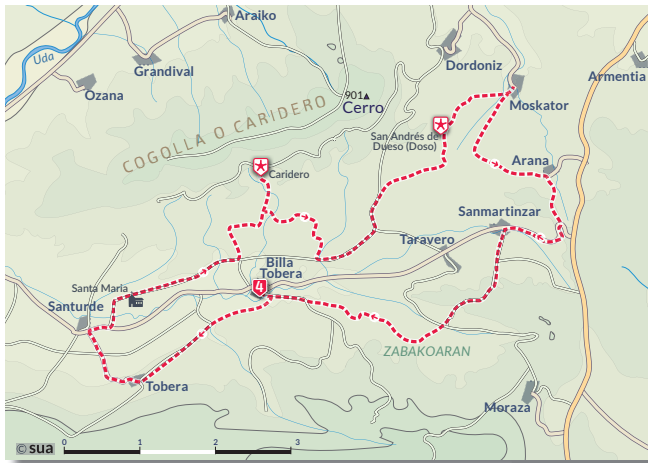 Araiko
Uda
Grandival
Dordoniz
Armentia
Ozana
901
Cerro
Moskator
COGOLLA O CARIDERO
San Andrés de
Dueso (Doso)
Arana
Caridero
Sanmartinzar
Taravero
Billa
Tobera
4
Santa María
Santurde
ZABAKOARAN
Tobera
Moraza
© sua
0 1 2 3